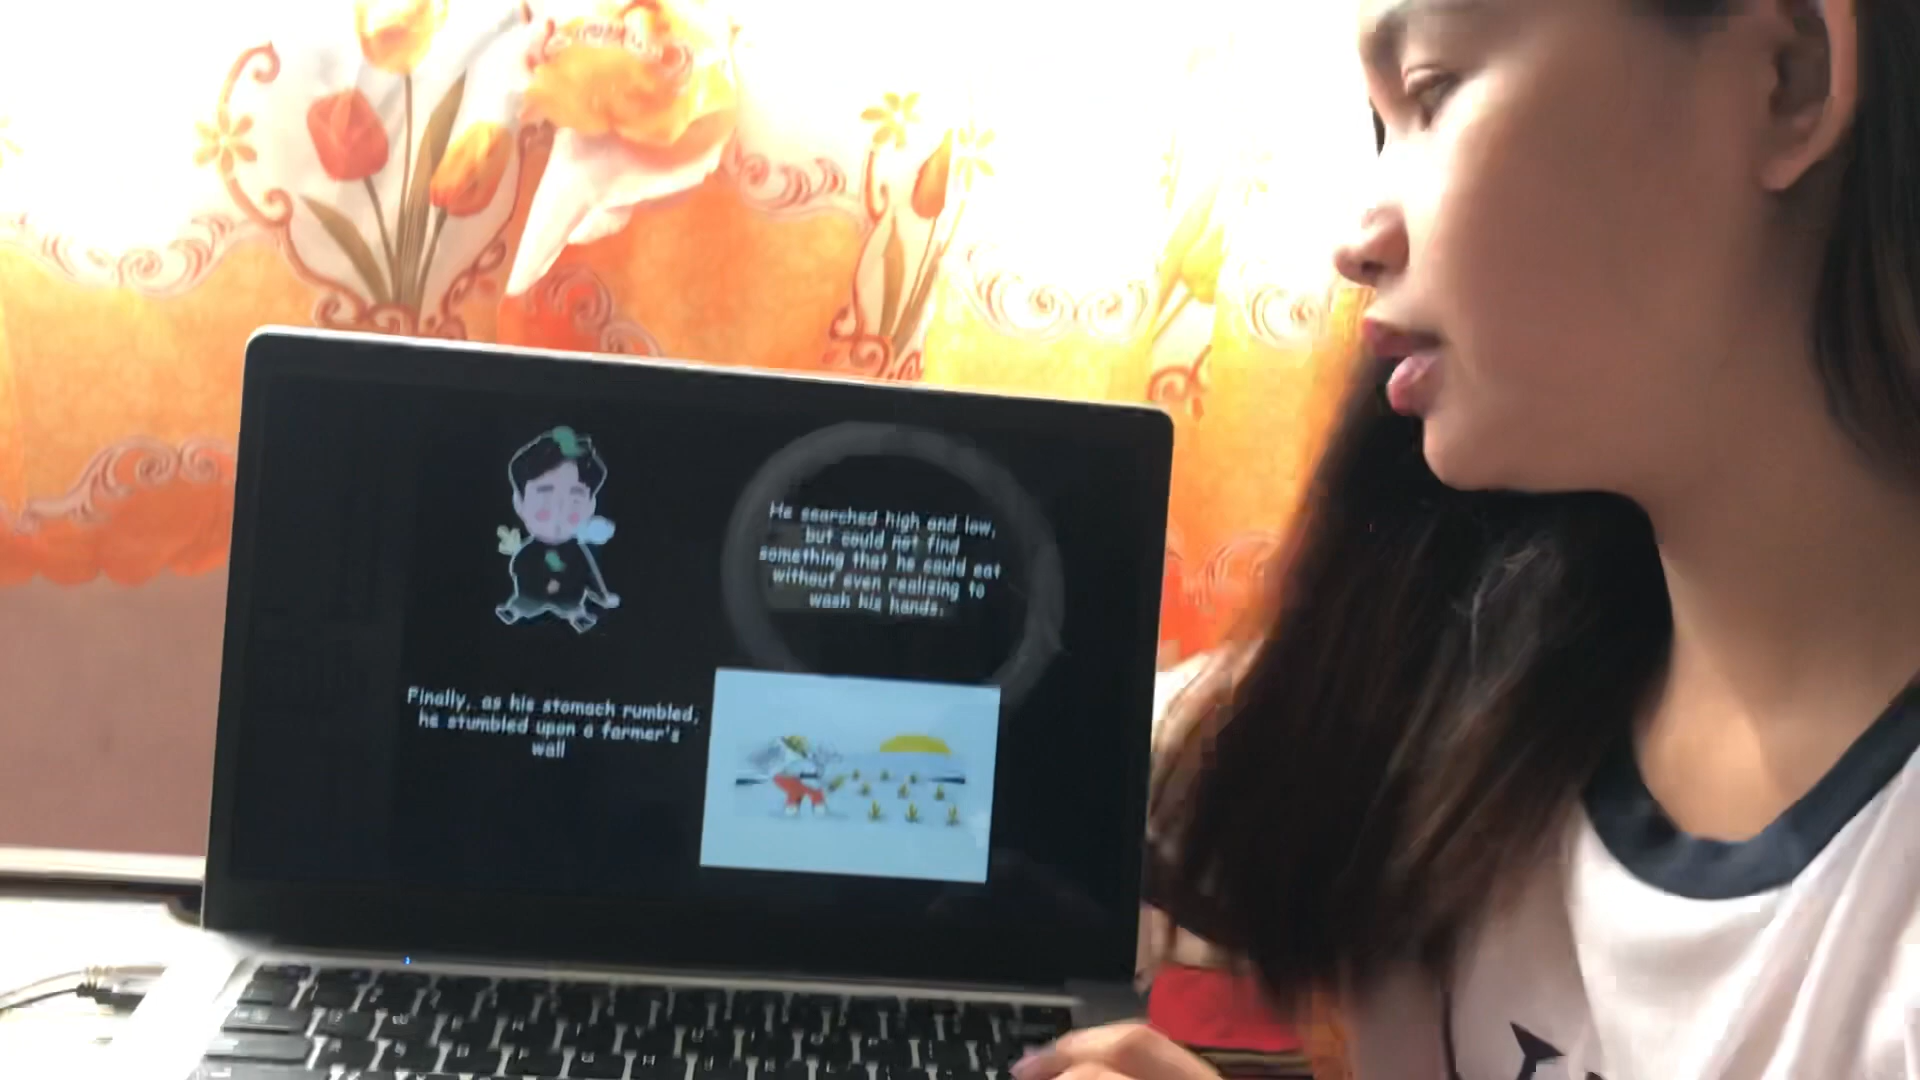 He searched high and low,
but could not find
something that he could eat
without even realizing to
wash his hands.
Finally, as his stomach rumbled,
he stumbled upon a farmer's
wall